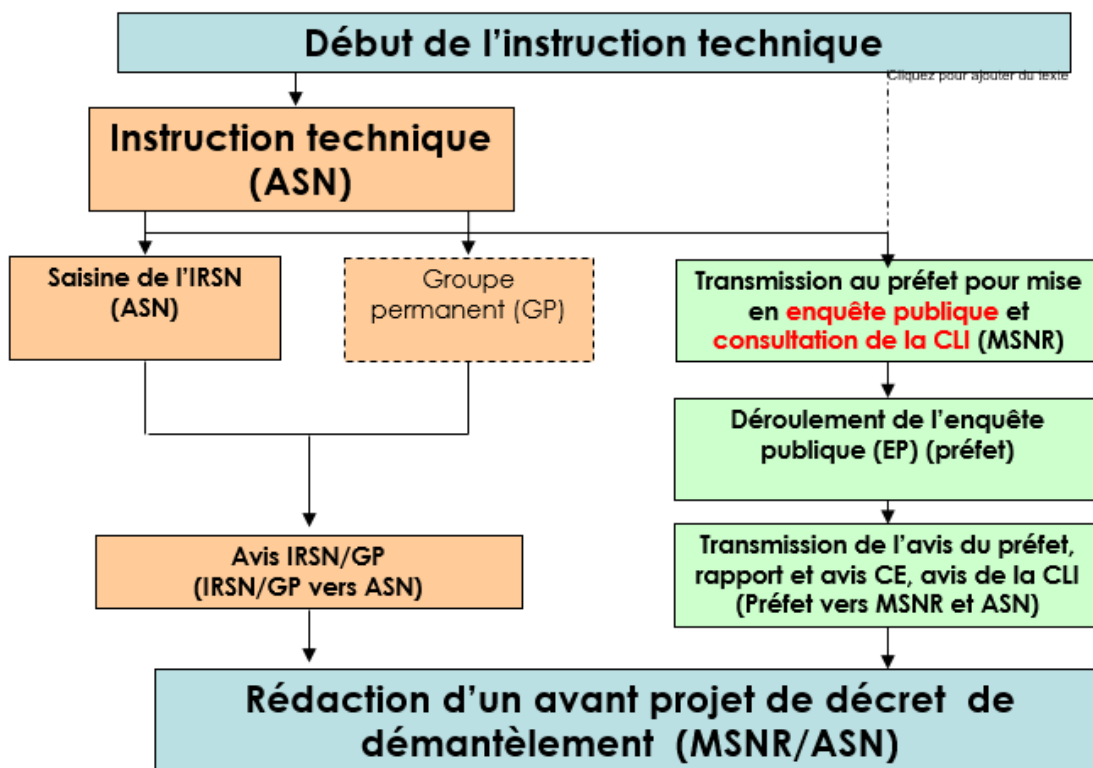 Début de l’instruction technique
Cliquez pour ajouter du texte
Instruction technique
(ASN)
Saisine de l’IRSN
(ASN)
Groupe
permanent (GP)
Transmission au préfet pour mise
en enquête publique et
consultation de la CLI (MSNR)
Déroulement de l’enquête
publique (EP) (préfet)
Avis IRSN/GP
(IRSN/GP vers ASN)
Transmission de l’avis du préfet,
rapport et avis CE, avis de la CLI
(Préfet vers MSNR et ASN)
Rédaction d’un avant projet de décret de
démantèlement (MSNR/ASN)